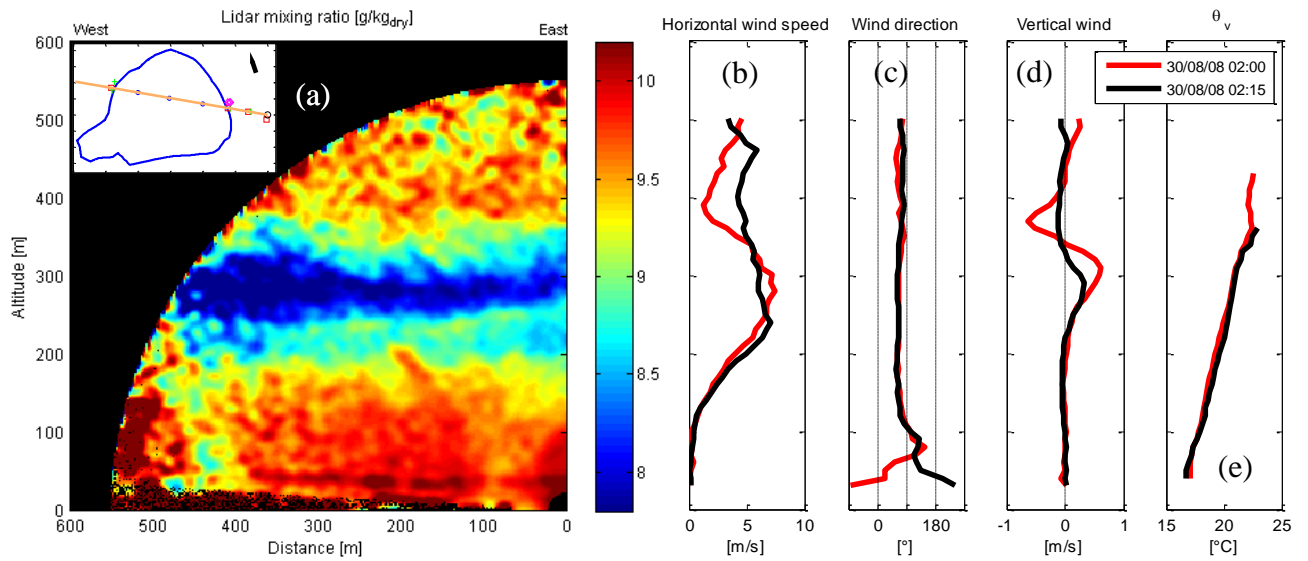 Lidar mixing ratio [g/kg_dry]
West
East
(a)
600
500
400
300
200
100
0
Altitude [m]
600
500
400
300
200
100
0
Distance [m]
10
9.5
9
8.5
8
Horizontal wind speed
(b)
0
5
10
[m/s]
Wind direction
(c)
0
180
[°]
Vertical wind
(d)
-1
0
1
[m/s]
θ_v
30/08/08 02:00
30/08/08 02:15
(e)
15
20
25
[°C]